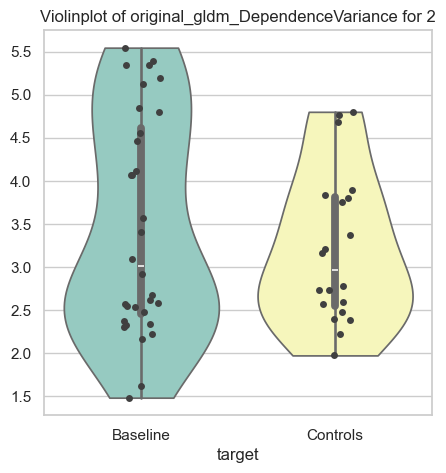 Violinplot of original_gldm_DependenceVariance for 2
5.5
5.0
4.5
4.0
3.5
3.0
2.5
2.0
1.5
Baseline
Controls
target